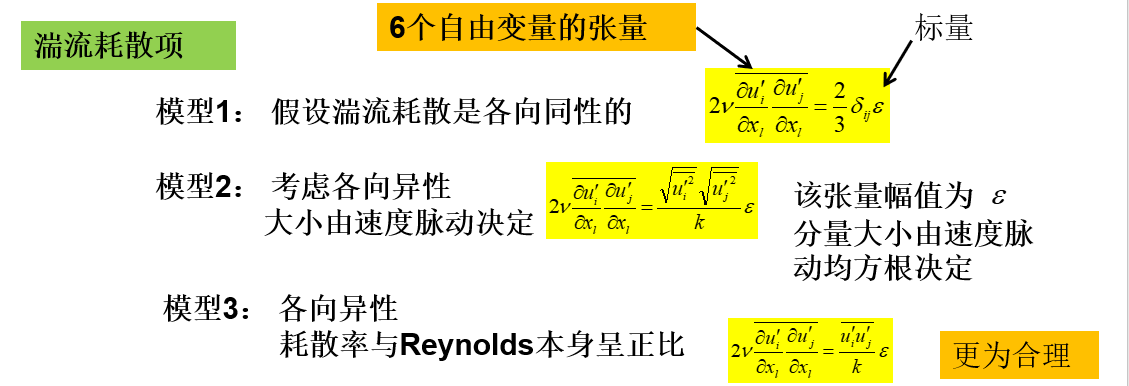 6个自由变量的张量
标量
湍流耗散项
模型1： 假设湍流耗散是各向同性的
$2\nu\overline{\frac{\partial u_i'}{\partial x_l}\frac{\partial u_j'}{\partial x_l}}=\frac{2}{3}\delta_{ij}\varepsilon$
模型2： 考虑各向异性
大小由速度脉动决定
$2\nu\overline{\frac{\partial u_i'}{\partial x_l}\frac{\partial u_j'}{\partial x_l}}=\frac{\sqrt{\overline{u_i'^2}}\sqrt{\overline{u_j'^2}}}{k}\varepsilon$
该张量幅值为 ε
分量大小由速度脉
动均方根决定
模型3： 各向异性
耗散率与Reynolds本身呈正比
$2\nu\overline{\frac{\partial u_i'}{\partial x_l}\frac{\partial u_j'}{\partial x_l}}=\frac{\overline{u_i'u_j'}}{k}\varepsilon$
更为合理